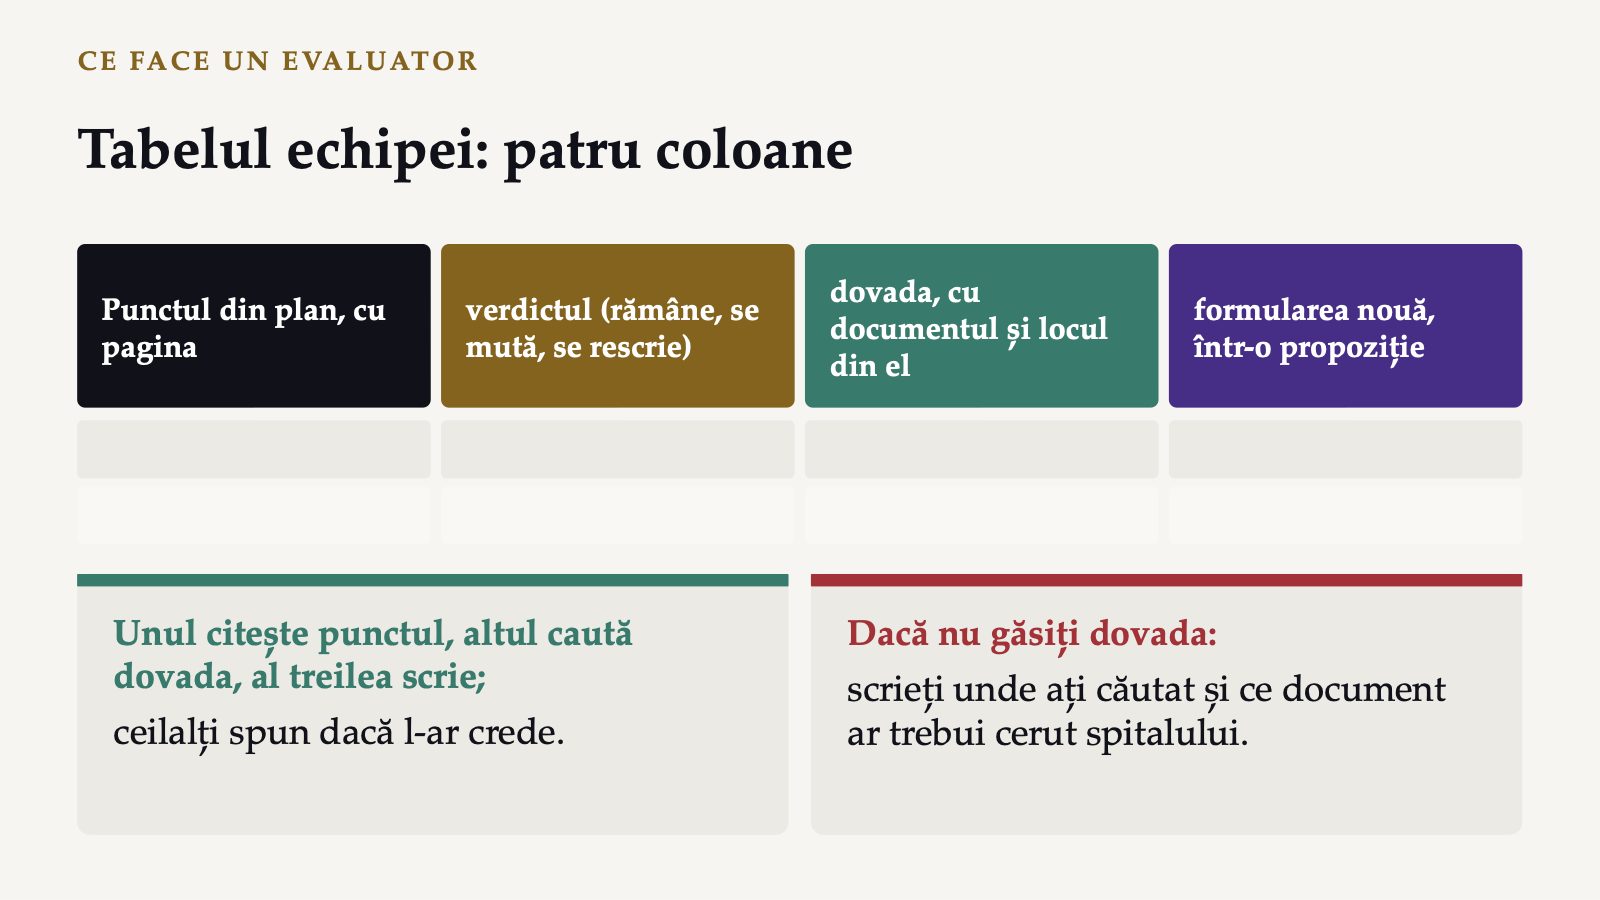 CE FACE UN EVALUATOR
Tabelul echipei: patru coloane
Punctul din plan, cu
pagina
verdictul (rămâne, se
mută, se rescrie)
dovada, cu
documentul și locul
din el
formularea nouă,
într-o propoziție
Unul citește punctul, altul caută
dovada, al treilea scrie;
ceilalți spun dacă l-ar crede.
Dacă nu găsiți dovada:
scrieți unde ați căutat și ce document
ar trebui cerut spitalului.